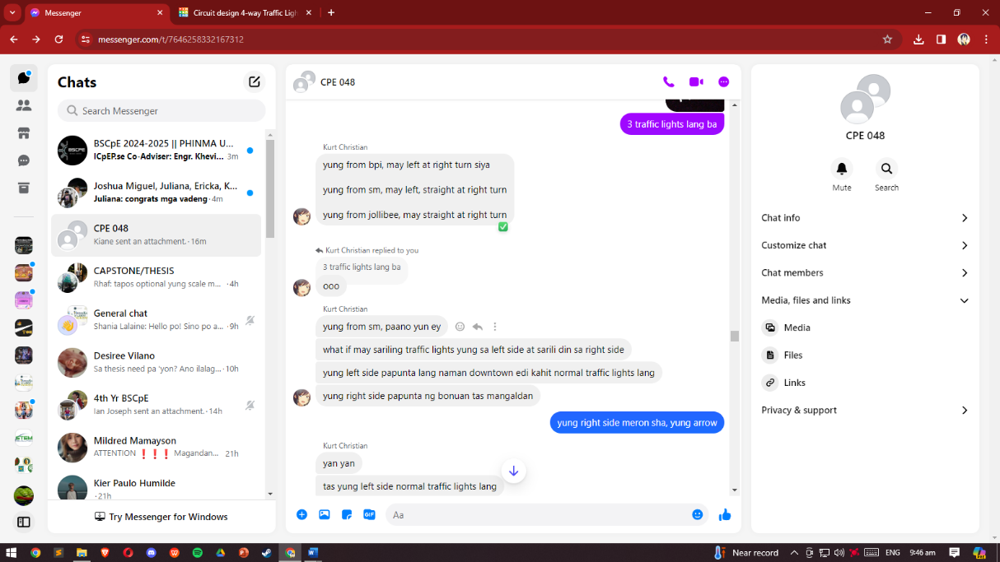 Messenger
Circuit design 4-way Traffic Ligh
messenger.com/t/7646258332167312
Chats
Search Messenger
BSCpE 2024-2025 || PHINMA U...
ICpEP.se Co-Adviser: Engr. Khevi... 3m
Joshua Miguel, Juliana, Ericka, K...
Juliana: congrats mga vadeng · 4m
CPE 048
Kiane sent an attachment. · 16m
CAPSTONE/THESIS
Rhaf: tapos optional yung scale m... · 4h
General chat
Shania Lalaine: Hello po! Sino po a... · 9h
Desiree Vilano
Sa thesis need pa 'yon? Ano ilalag... · 10h
4th Yr BSCpE
Ian Joseph sent an attachment. · 14h
Mildred Mamayson
ATTENTION ❗❗❗ Magandan... 21h
Kier Paulo Humilde
· 21h
Try Messenger for Windows
CPE 048
3 traffic lights lang ba
Kurt Christian
yung from bpi, may left at right turn siya
yung from sm, may left, straight at right turn
yung from jollibee, may straight at right turn
Kurt Christian replied to you
3 traffic lights lang ba
ooo
Kurt Christian
yung from sm, paano yun ey
what if may sariling traffic lights yung sa left side at sarili din sa right side
yung left side papunta lang naman downtown edi kahit normal traffic lights lang
yung right side papunta ng bonuan tas mangaldan
yung right side meron sha, yung arrow
Kurt Christian
yan yan
tas yung left side normal traffic lights lang
GIF
Aa
CPE 048
Mute
Search
Chat info
Customize chat
Chat members
Media, files and links
Media
Files
Links
Privacy & support
Near record
ENG
9:46 am